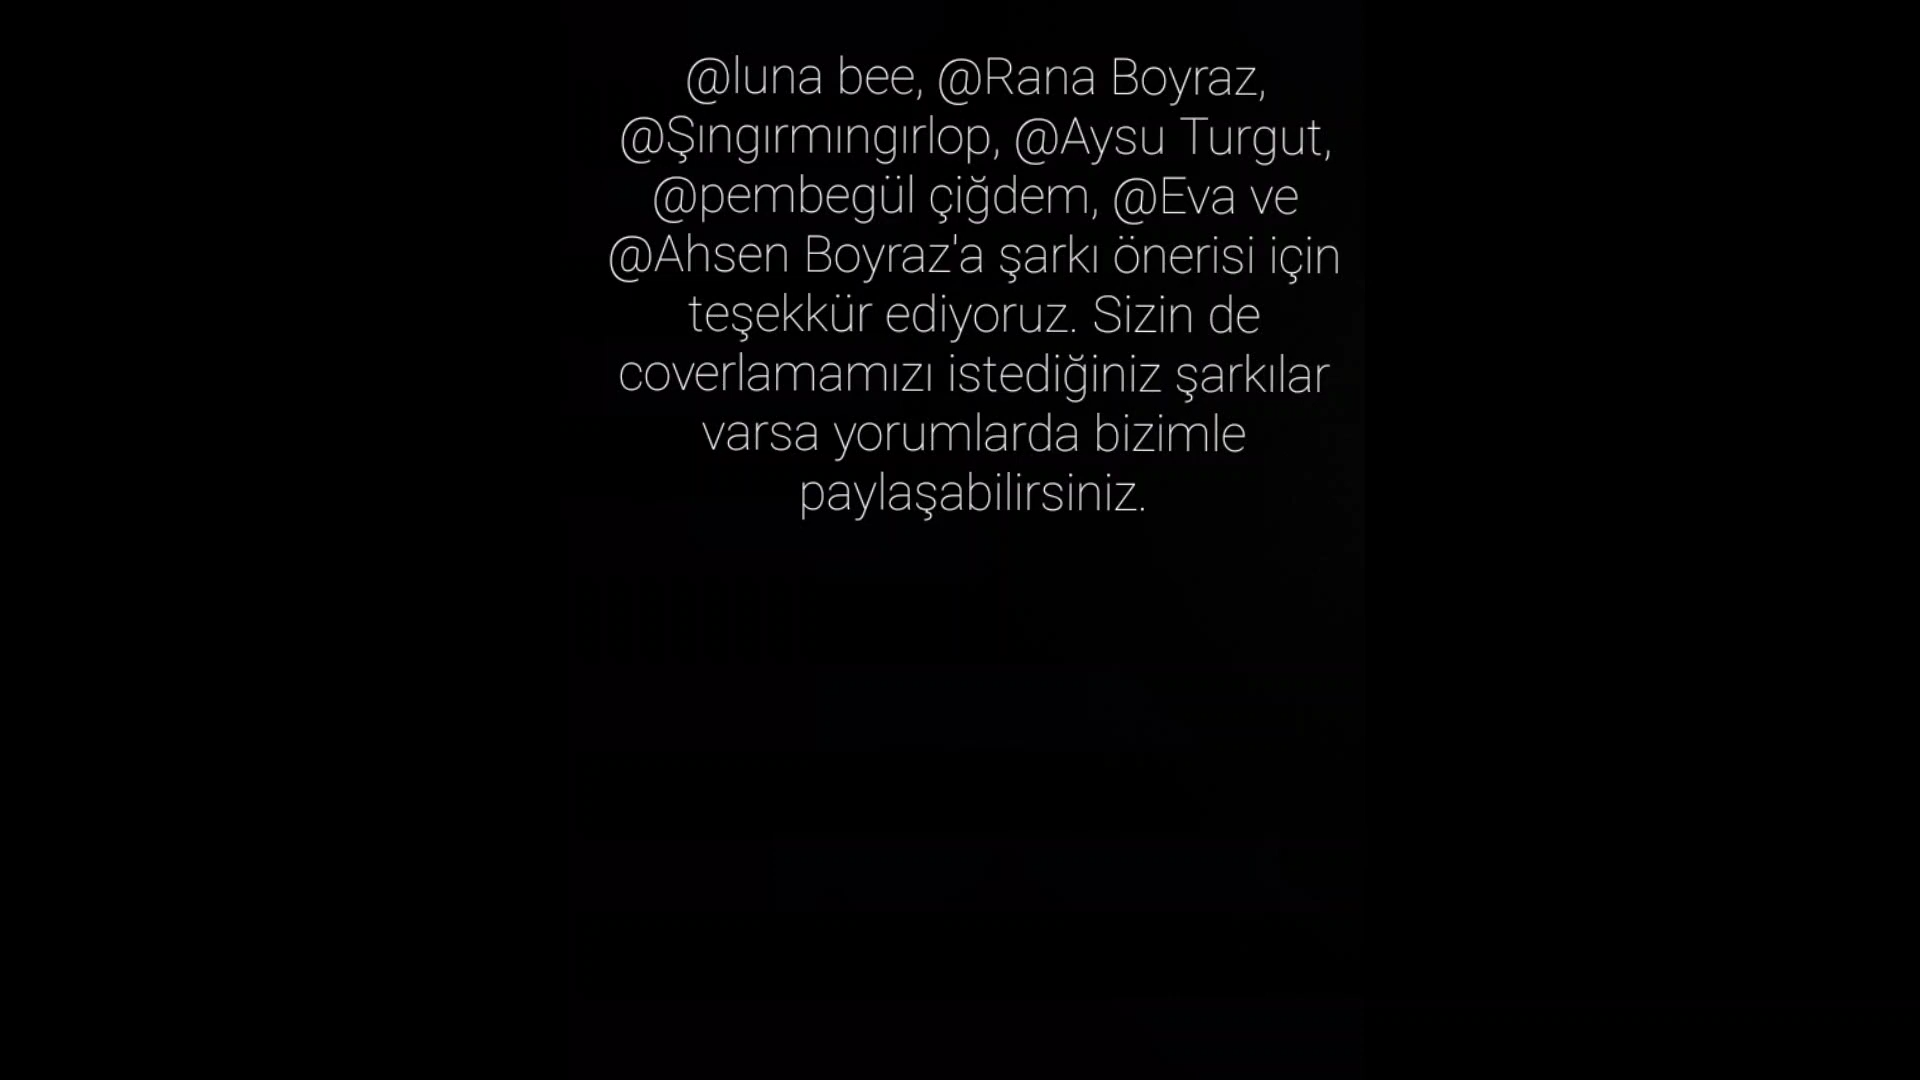 @luna bee, @Rana Boyraz,
@Şıngırmıngırlop, @Aysu Turgut,
@pembegül çiğdem, @Eva ve
@Ahsen Boyraz'a şarkı önerisi için
teşekkür ediyoruz. Sizin de
coverlamamızı istediğiniz şarkılar
varsa yorumlarda bizimle
paylaşabilirsiniz.